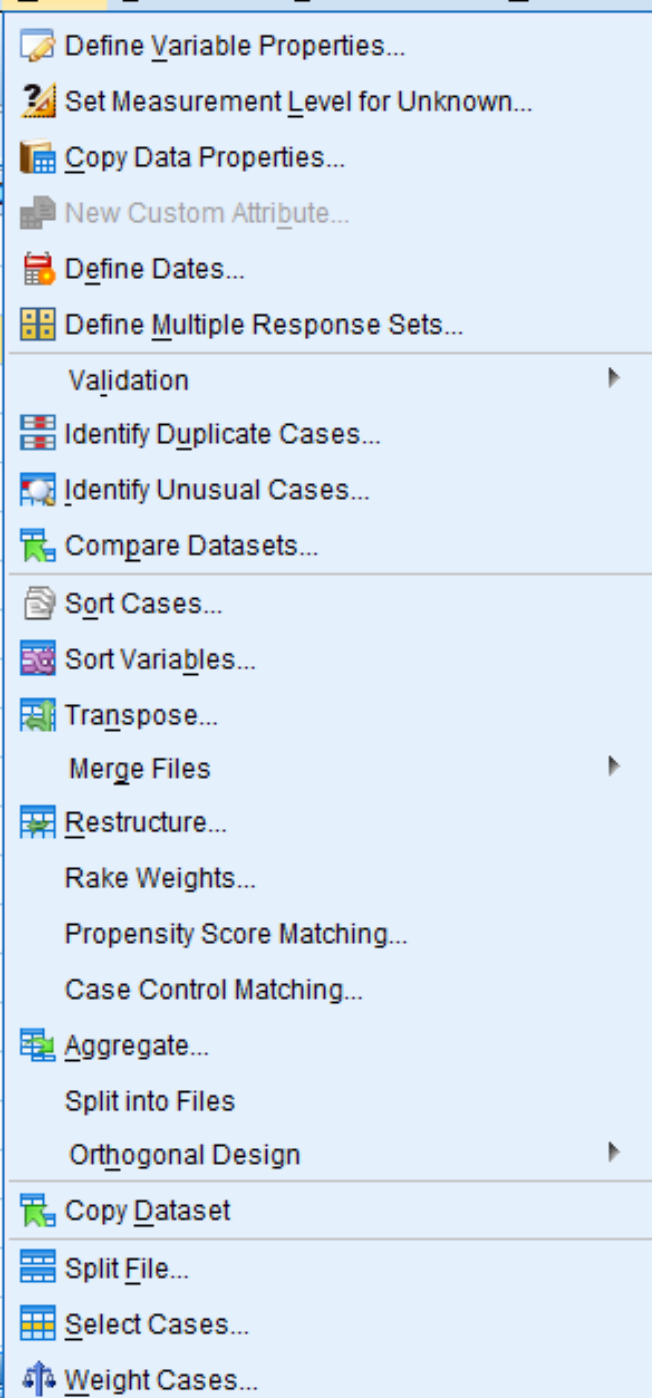 Define Variable Properties...
Set Measurement Level for Unknown...
Copy Data Properties...
New Custom Attribute...
Define Dates...
Define Multiple Response Sets...
Validation
Identify Duplicate Cases...
Identify Unusual Cases...
Compare Datasets...
Sort Cases...
Sort Variables...
Transpose...
Merge Files
Restructure...
Rake Weights...
Propensity Score Matching...
Case Control Matching...
Aggregate...
Split into Files
Orthogonal Design
Copy Dataset
Split File...
Select Cases...
Weight Cases...